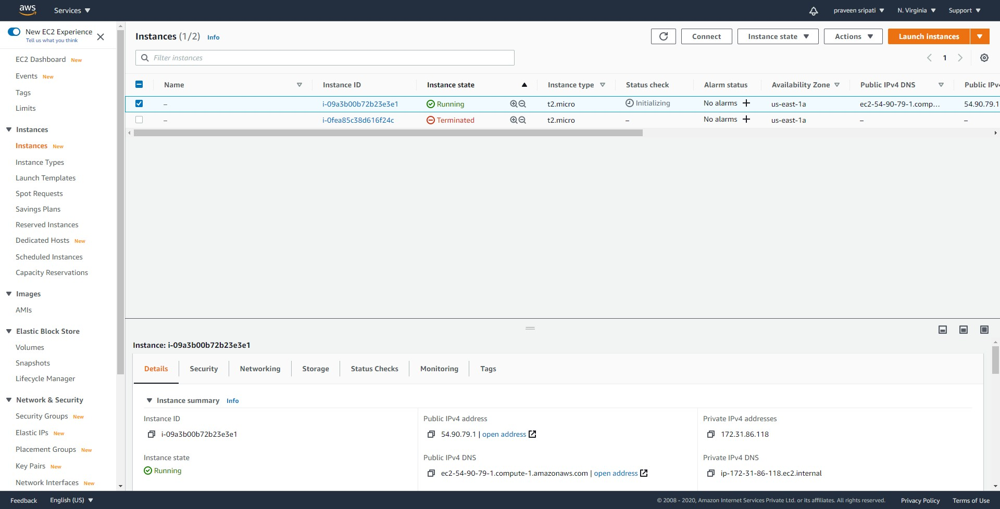 aws Services praveen sripati N. Virginia Support
New EC2 Experience
Tell us what you think
EC2 Dashboard New
Events New
Tags
Limits
Instances
Instances New
Instance Types
Launch Templates
Spot Requests
Savings Plans
Reserved Instances
Dedicated Hosts New
Scheduled Instances
Capacity Reservations
Images
AMIs
Elastic Block Store
Volumes
Snapshots
Lifecycle Manager
Network & Security
Security Groups New
Elastic IPs New
Placement Groups New
Key Pairs New
Network Interfaces New
Instances (1/2) Info Connect Instance state Actions Launch instances
Filter instances 1
Name Instance ID Instance state Instance type Status check Alarm status Availability Zone Public IPv4 DNS Public IPv4
– i-09a3b00b72b23e3e1 Running t2.micro Initializing No alarms + us-east-1a ec2-54-90-79-1.comp... 54.90.79.1
– i-0fea85c38d616f24c Terminated t2.micro – No alarms + us-east-1a – –
Instance: i-09a3b00b72b23e3e1
Details Security Networking Storage Status Checks Monitoring Tags
Instance summary Info
Instance ID Public IPv4 address Private IPv4 addresses
i-09a3b00b72b23e3e1 54.90.79.1 | open address 172.31.86.118
Instance state Public IPv4 DNS Private IPv4 DNS
Running ec2-54-90-79-1.compute-1.amazonaws.com | open address ip-172-31-86-118.ec2.internal
Feedback English (US) © 2008 - 2020, Amazon Internet Services Private Ltd. or its affiliates. All rights reserved. Privacy Policy Terms of Use